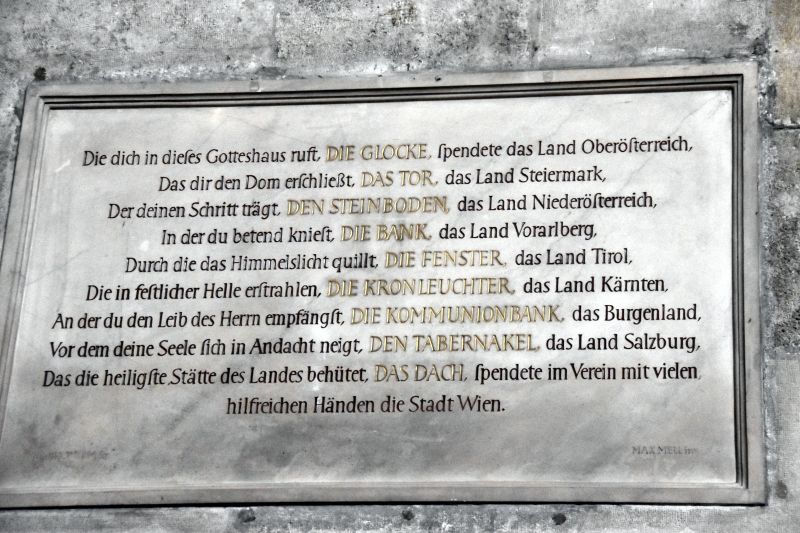 Die dich in dieſes Gotteshaus ruft, DIE GLOCKE, ſpendete das Land Oberöſterreich,
Das dir den Dom erſchließt, DAS TOR, das Land Steiermark,
Der deinen Schritt trägt, DEN STEINBODEN, das Land Niederöſterreich,
In der du betend knieſt, DIE BANK, das Land Vorarlberg,
Durch die das Himmelslicht quillt, DIE FENSTER, das Land Tirol,
Die in feſtlicher Helle erſtrahlen, DIE KRONLEUCHTER, das Land Kärnten,
An der du den Leib des Herrn empfängſt, DIE KOMMUNIONBANK, das Burgenland,
Vor dem deine Seele ſich in Andacht neigt, DEN TABERNAKEL, das Land Salzburg,
Das die heiligſte Stätte des Landes behütet, DAS DACH, ſpendete im Verein mit vielen,
hilfreichen Händen die Stadt Wien.
MAX MELL